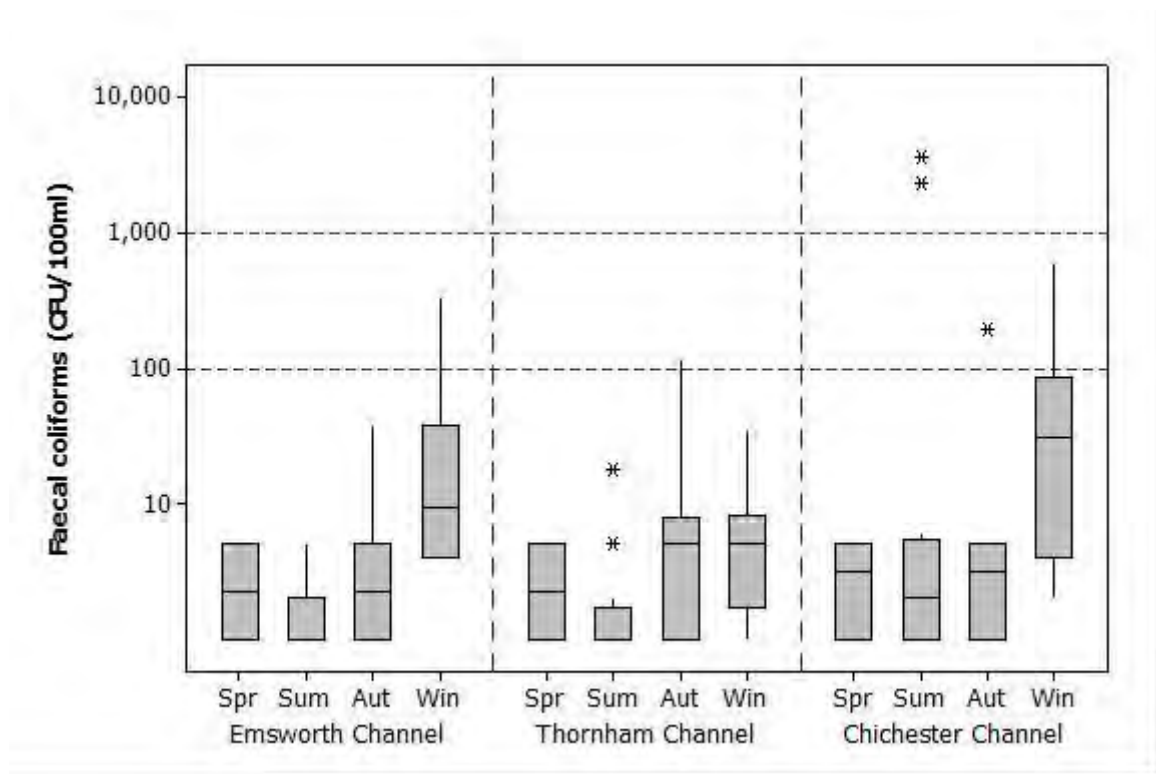 Faecal coliforms (CFU/100ml)
10,000
1,000
100
10
Spr Sum Aut Win Spr Sum Aut Win Spr Sum Aut Win
Emsworth Channel Thornham Channel Chichester Channel